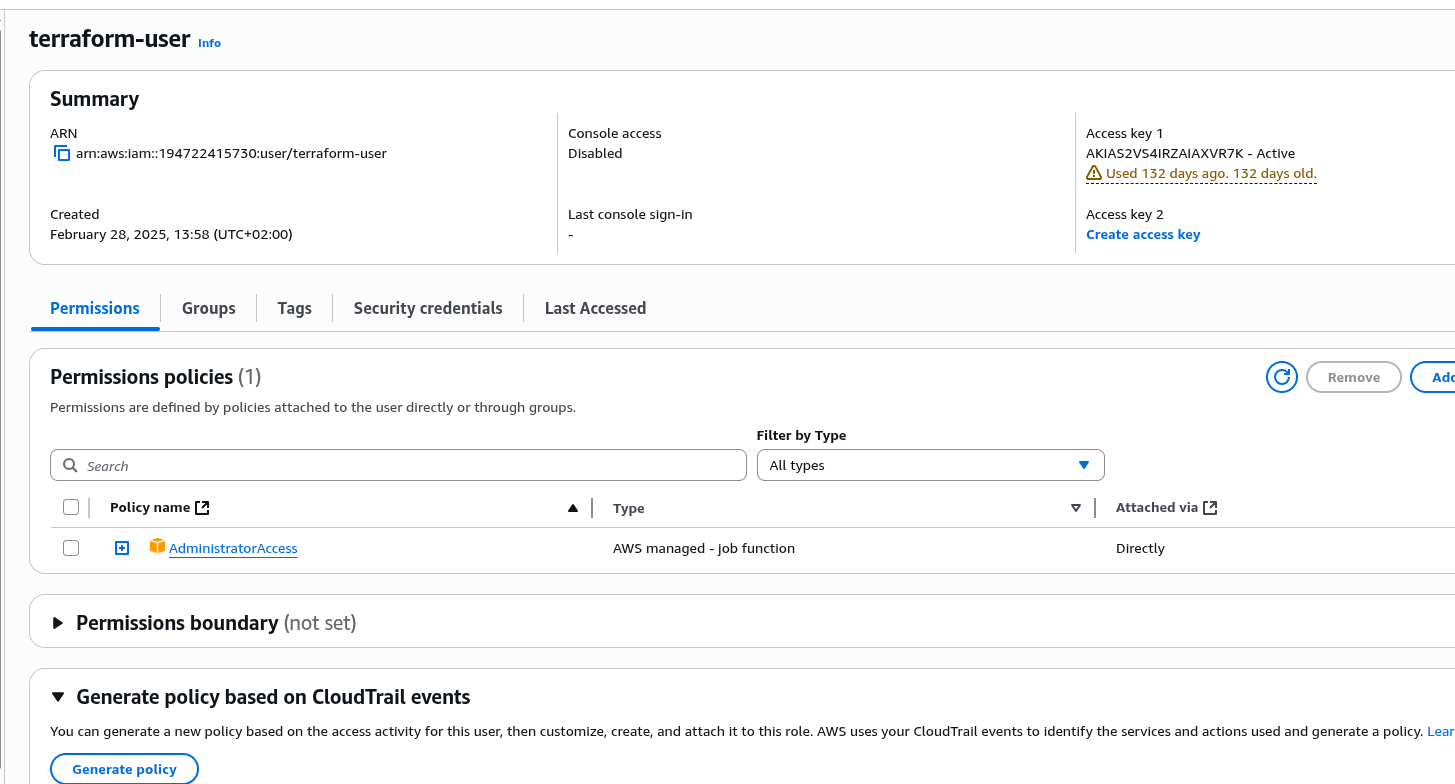 terraform-user Info
Summary
ARN
arn:aws:iam::194722415730:user/terraform-user
Console access
Disabled
Access key 1
AKIAS2VS4IRZAIAXVR7K - Active
Used 132 days ago. 132 days old.
Created
February 28, 2025, 13:58 (UTC+02:00)
Last console sign-in
-
Access key 2
Create access key
Permissions Groups Tags Security credentials Last Accessed
Permissions policies (1)
Remove
Permissions are defined by policies attached to the user directly or through groups.
Filter by Type
Search
All types
Policy name Type Attached via
AdministratorAccess AWS managed - job function Directly
Permissions boundary (not set)
Generate policy based on CloudTrail events
You can generate a new policy based on the access activity for this user, then customize, create, and attach it to this role. AWS uses your CloudTrail events to identify the services and actions used and generate a policy.
Generate policy